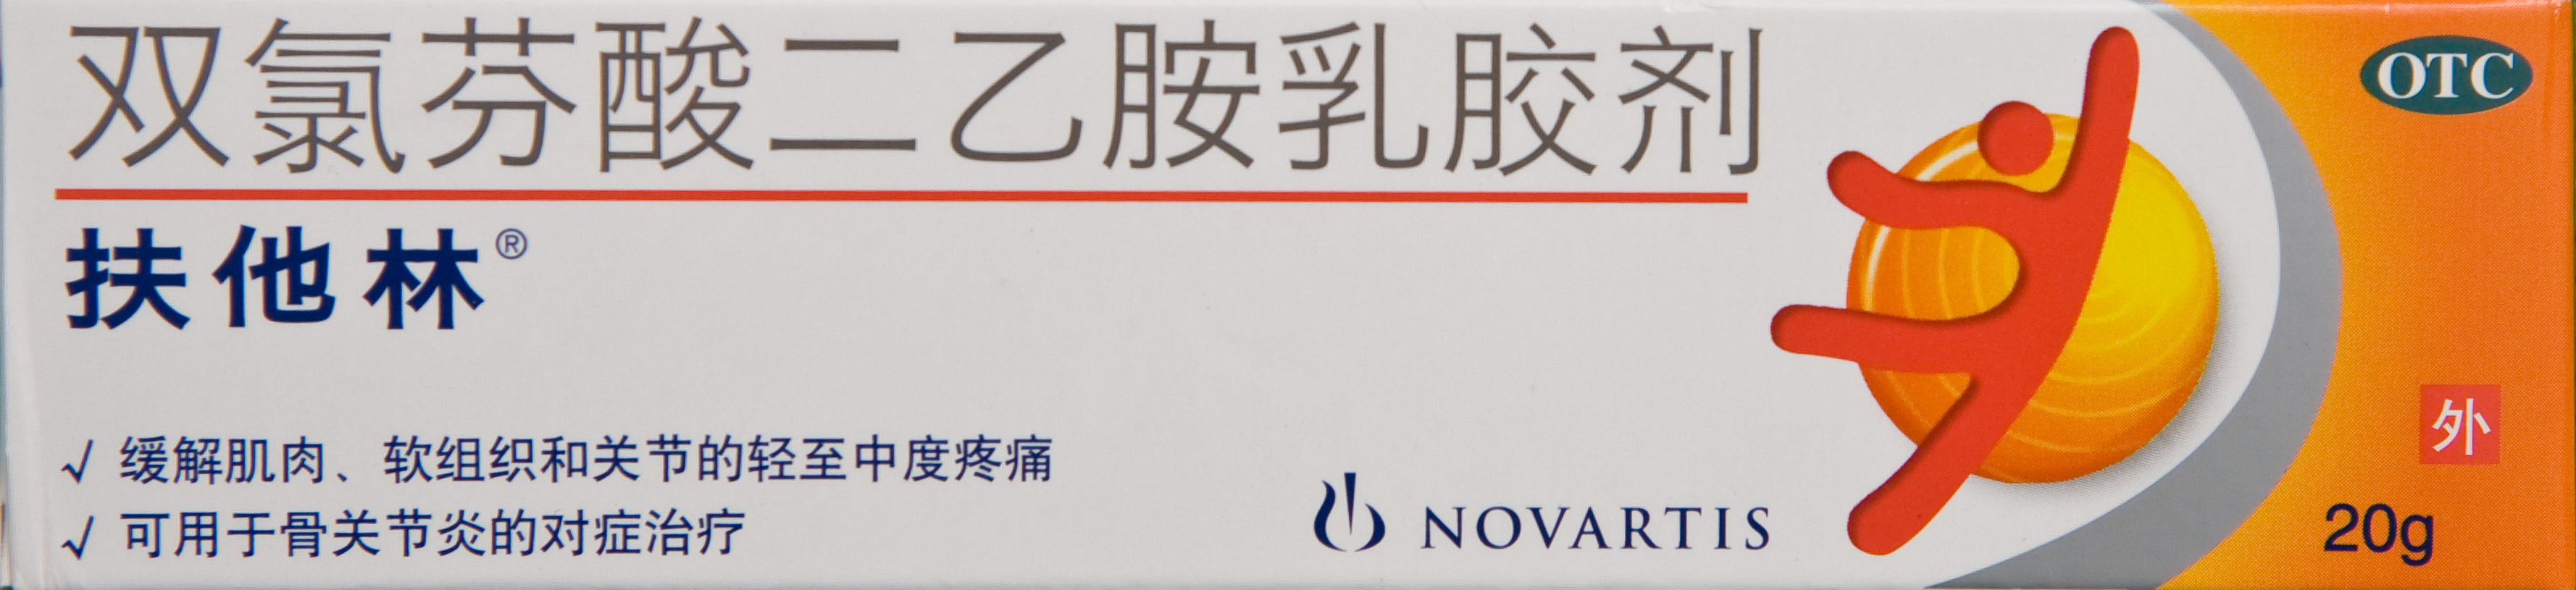 双氯芬酸二乙胺乳胶剂
OTC
扶他林®
√ 缓解肌肉、软组织和关节的轻至中度疼痛
√ 可用于骨关节炎的对症治疗
NOVARTIS
外
20g